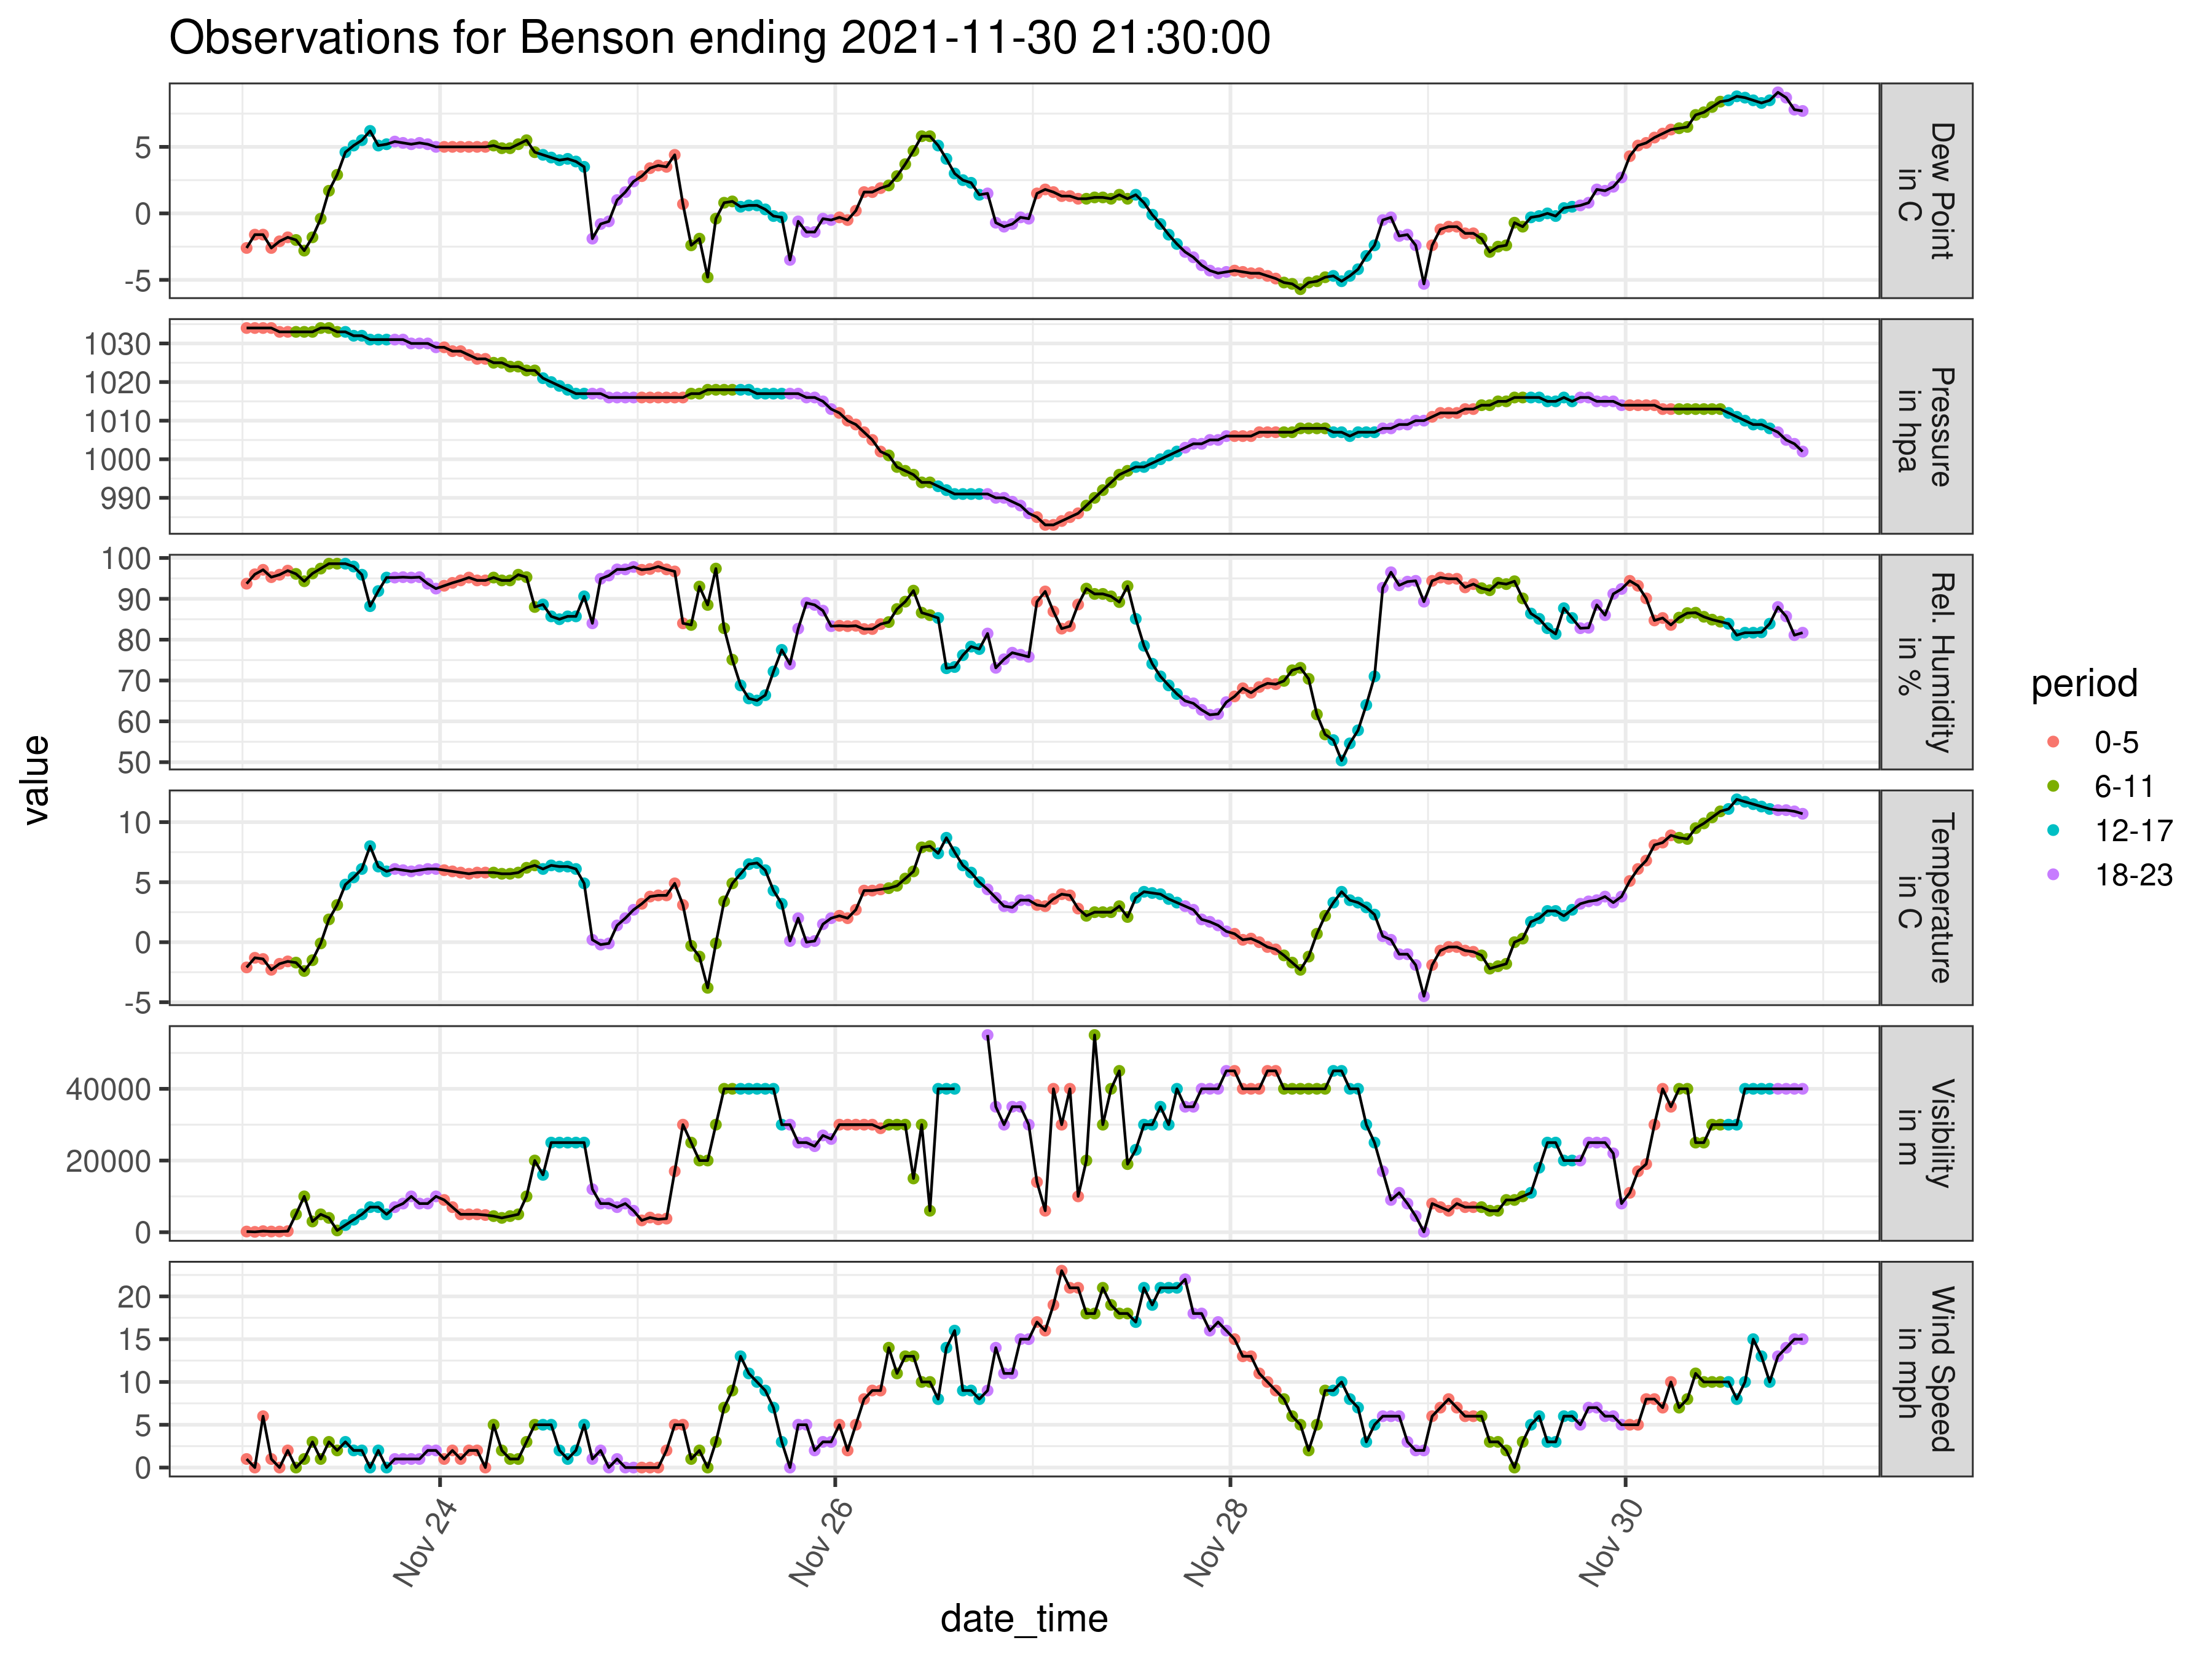 Observations for Benson ending 2021-11-30 21:30:00
value
5
0
-5
Dew Point
in C
1030
1020
1010
1000
990
Pressure
in hpa
100
90
80
70
60
50
Rel. Humidity
in %
10
5
0
-5
Temperature
in C
40000
20000
0
Visibility
in m
20
15
10
5
0
Wind Speed
in mph
Nov 24
Nov 26
Nov 28
Nov 30
date_time
period
0-5
6-11
12-17
18-23